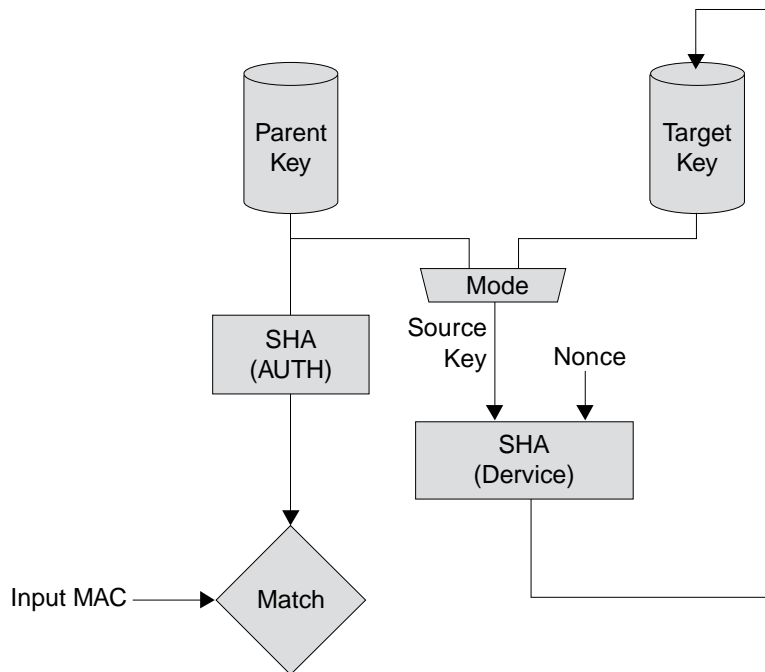 Parent
Key
Target
Key
Mode
Source
Key
Nonce
SHA
(AUTH)
SHA
(Dervice)
Input MAC
Match